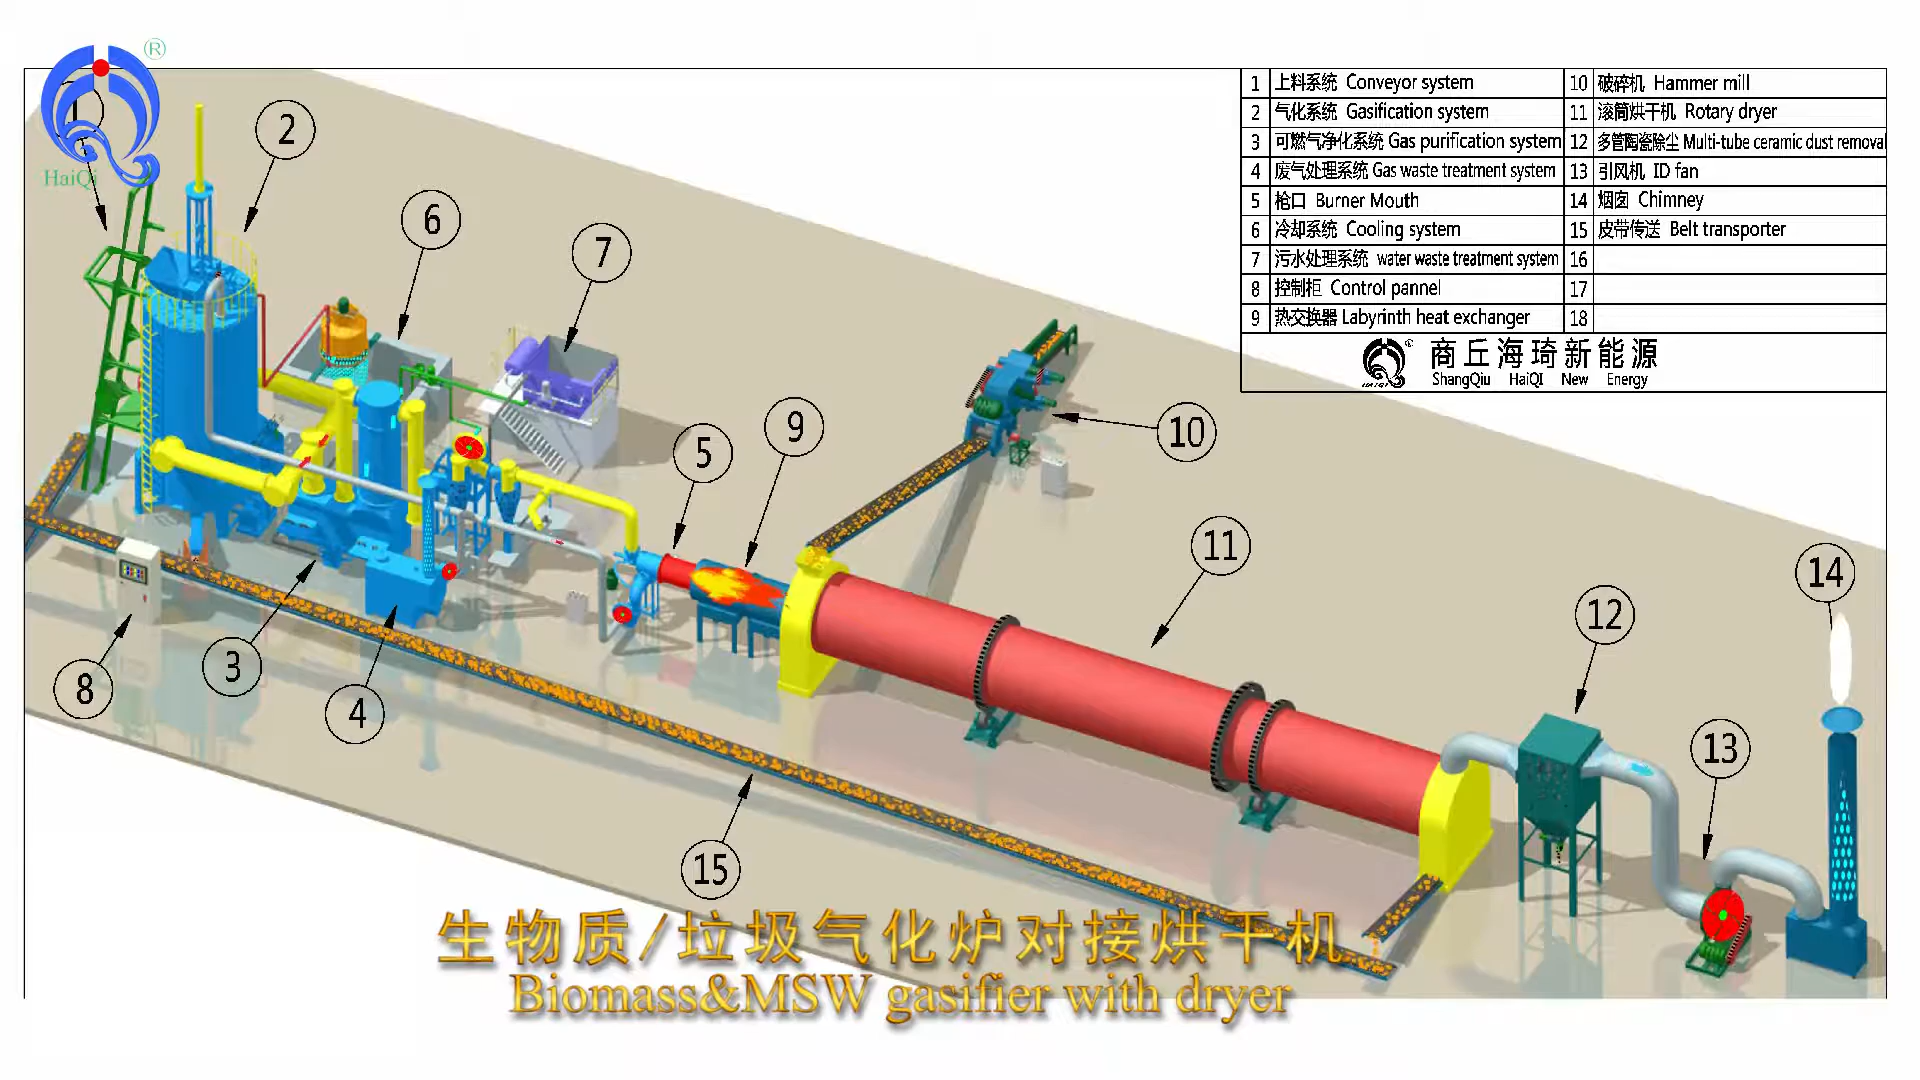 ®
HaiQi
1 上料系统 Conveyor system 10 破碎机 Hammer mill
2 气化系统 Gasification system 11 滚筒烘干机 Rotary dryer
3 可燃气净化系统 Gas purification system 12 多管陶瓷除尘 Multi-tube ceramic dust removal
4 废气处理系统 Gas waste treatment system 13 引风机 ID fan
5 枪口 Burner Mouth 14 烟囱 Chimney
6 冷却系统 Cooling system 15 皮带传送 Belt transporter
7 污水处理系统 water waste treatment system 16
8 控制柜 Control pannel 17
9 热交换器 Labyrinth heat exchanger 18
HAIQI ® 商丘海琦新能源
ShangQiu HaiQI New Energy
1
2
6
7
10
9
5
11
14
12
3
8
4
13
15
生物质/垃圾气化炉对接烘干机
Biomass&MSW gasifier with dryer